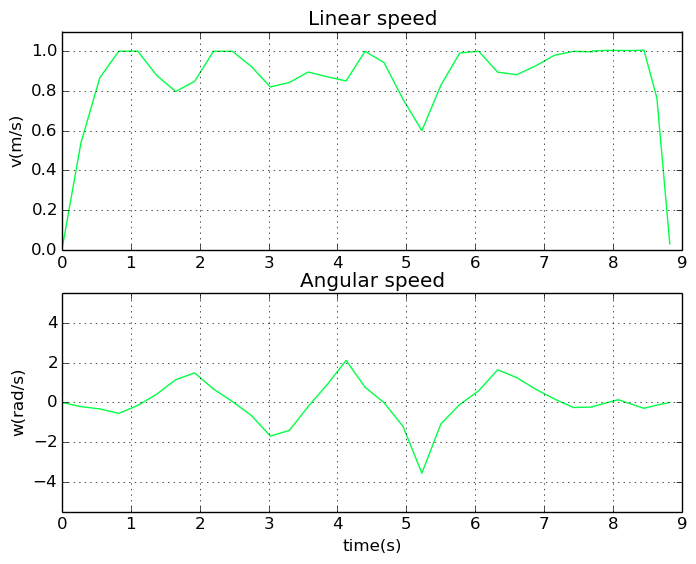 Linear speed
v(m/s)
1.0
0.8
0.6
0.4
0.2
0.0
0 1 2 3 4 5 6 7 8 9
Angular speed
w(rad/s)
4
2
0
−2
−4
0 1 2 3 4 5 6 7 8 9
time(s)